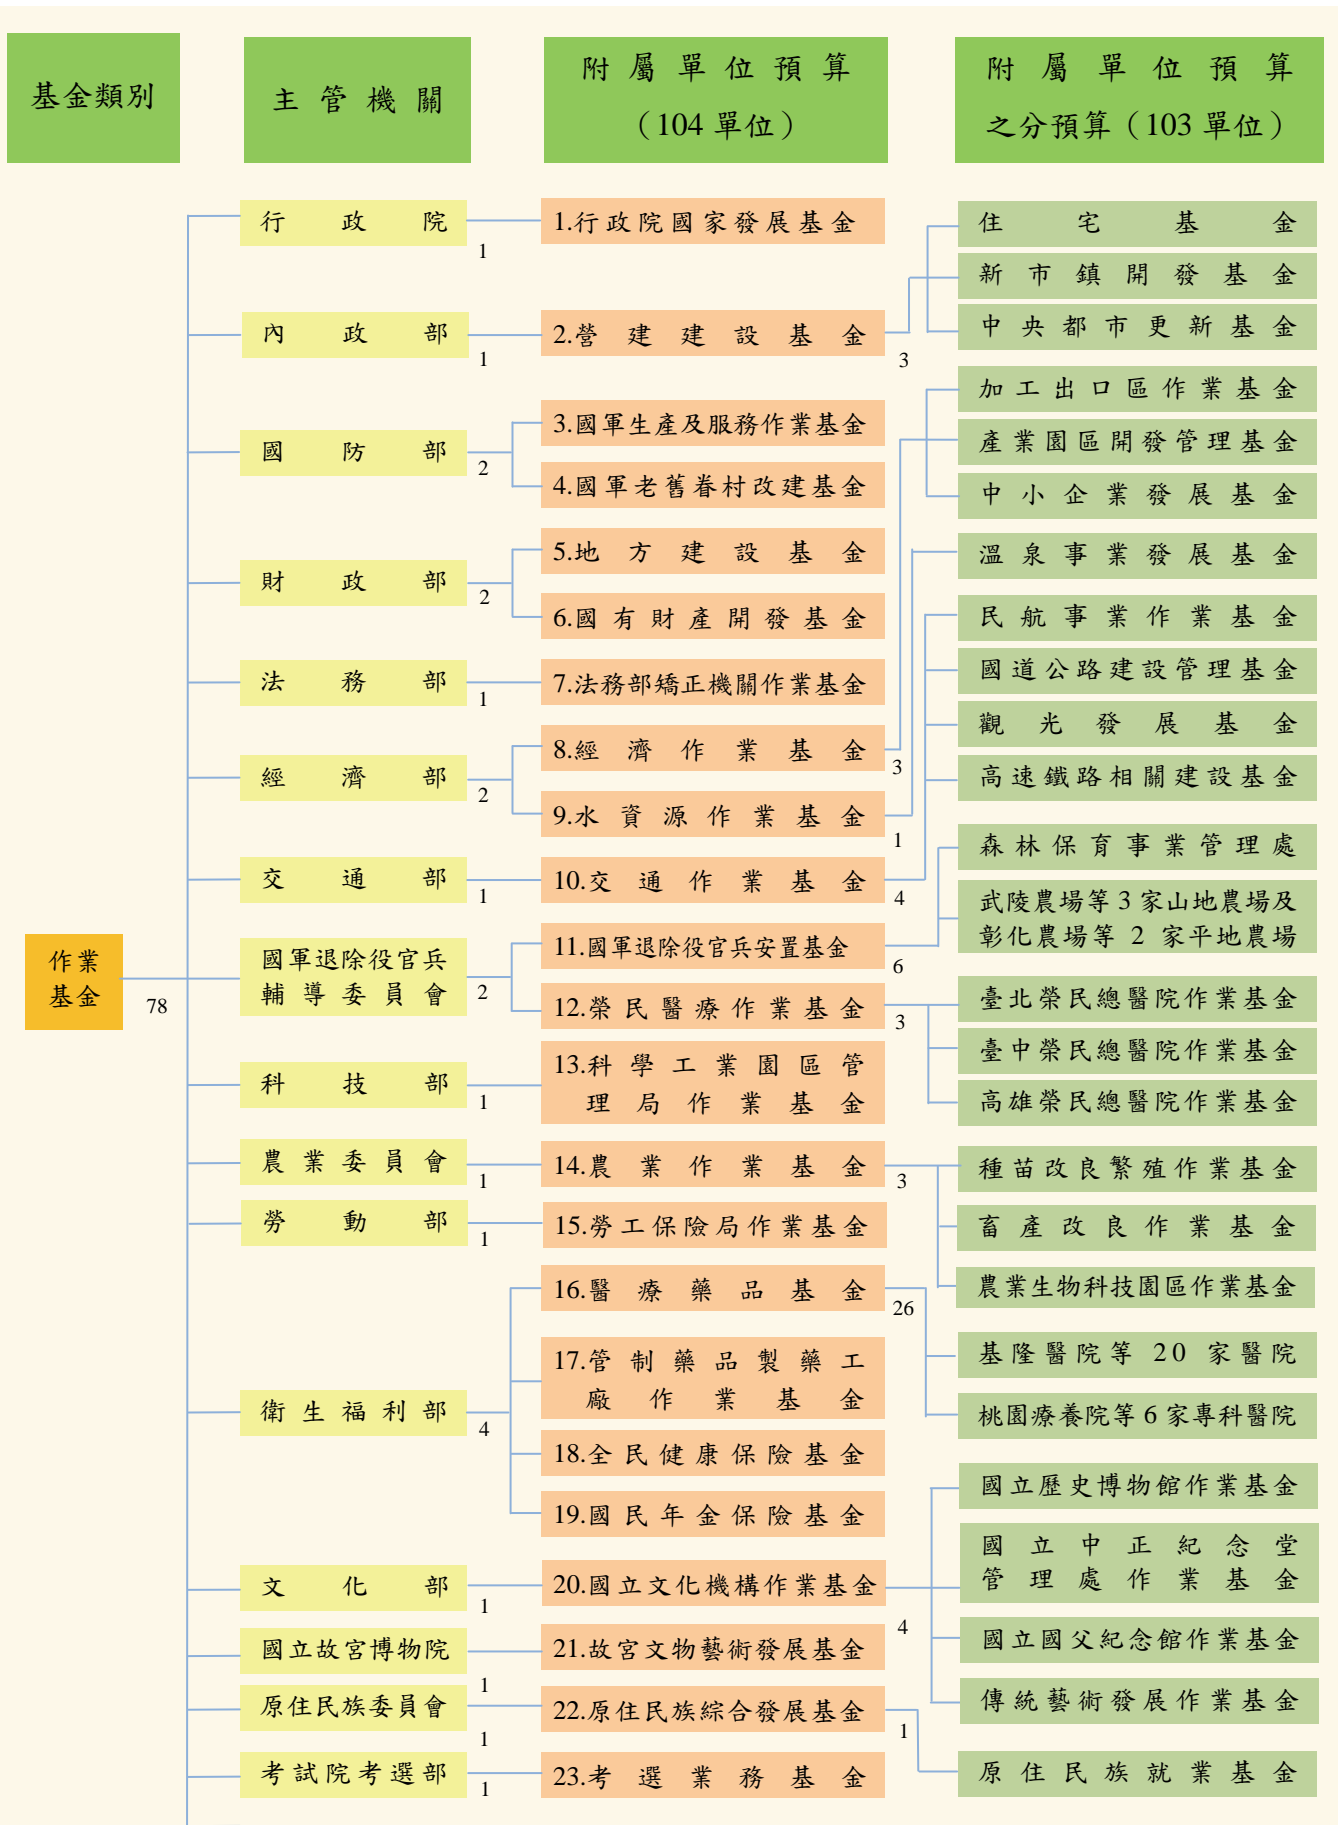 基金類別
主管機關
附屬單位預算
（104 單位）
附屬單位預算
之分預算（103 單位）
作業
基金
78
行政院
1
1.行政院國家發展基金
內政部
1
2.營建建設基金
3
住宅基金
新市鎮開發基金
中央都市更新基金
國防部
2
3.國軍生產及服務作業基金
4.國軍老舊眷村改建基金
財政部
2
5.地方建設基金
6.國有財產開發基金
法務部
1
7.法務部矯正機關作業基金
經濟部
2
8.經濟作業基金
3
加工出口區作業基金
產業園區開發管理基金
中小企業發展基金
9.水資源作業基金
1
溫泉事業發展基金
交通部
1
10.交通作業基金
4
民航事業作業基金
國道公路建設管理基金
觀光發展基金
高速鐵路相關建設基金
國軍退除役官兵
輔導委員會
2
11.國軍退除役官兵安置基金
6
森林保育事業管理處
武陵農場等 3 家山地農場及
彰化農場等 2 家平地農場
12.榮民醫療作業基金
3
臺北榮民總醫院作業基金
臺中榮民總醫院作業基金
高雄榮民總醫院作業基金
科技部
1
13.科學工業園區管
理局作業基金
農業委員會
1
14.農業作業基金
3
種苗改良繁殖作業基金
畜產改良作業基金
農業生物科技園區作業基金
勞動部
1
15.勞工保險局作業基金
衛生福利部
4
16.醫療藥品基金
26
基隆醫院等 20 家醫院
桃園療養院等 6 家專科醫院
17.管制藥品製藥工
廠作業基金
18.全民健康保險基金
19.國民年金保險基金
文化部
1
20.國立文化機構作業基金
4
國立歷史博物館作業基金
國立中正紀念堂
管理處作業基金
國立國父紀念館作業基金
傳統藝術發展作業基金
國立故宮博物院
1
21.故宮文物藝術發展基金
原住民族委員會
1
22.原住民族綜合發展基金
1
原住民族就業基金
考試院考選部
1
23.考選業務基金